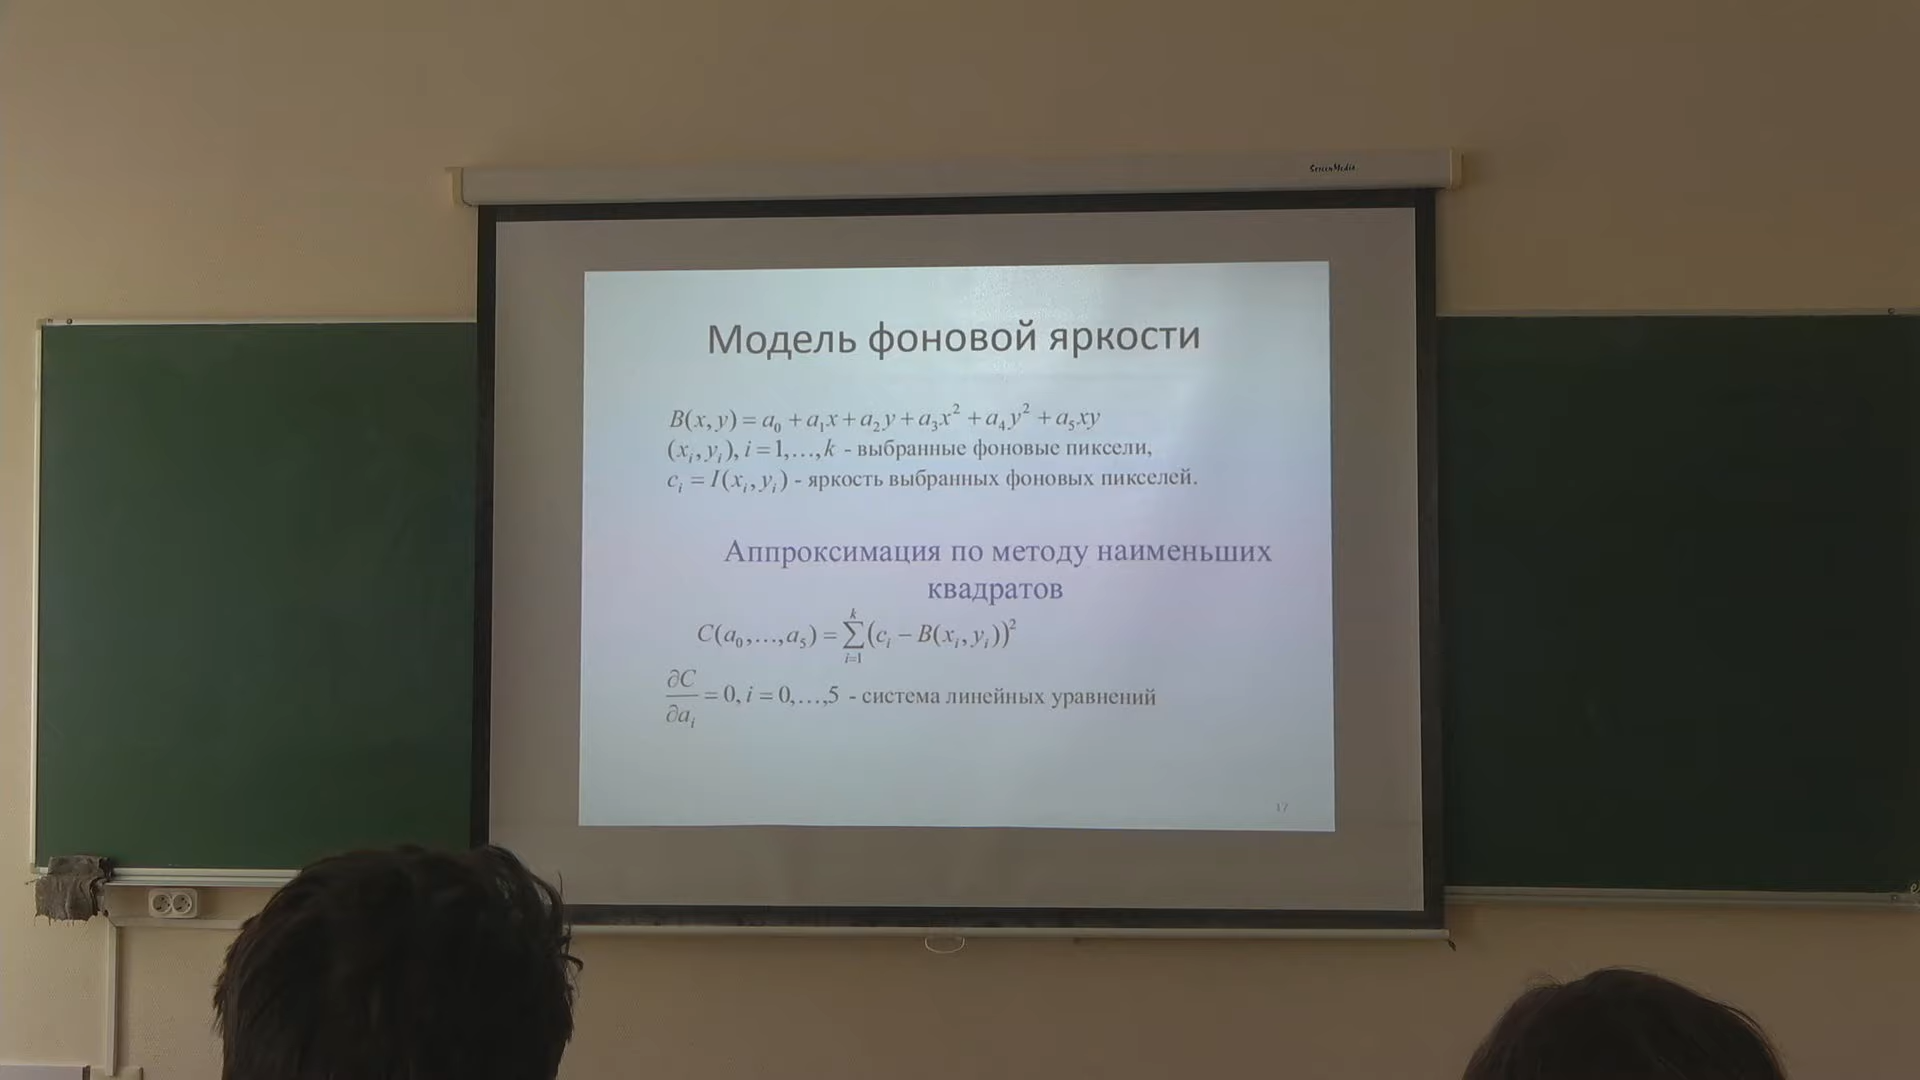 ScreenMedia
Модель фоновой яркости
B(x, y) = a₀ + a₁x + a₂y + a₃x² + a₄y² + a₅xy
(xᵢ, yᵢ), i = 1,…,k - выбранные фоновые пиксели,
cᵢ = I(xᵢ, yᵢ) - яркость выбранных фоновых пикселей.
Аппроксимация по методу наименьших
квадратов
C(a₀,…,a₅) = ∑ᵢ₌₁ᵏ (cᵢ − B(xᵢ, yᵢ))²
∂C/∂aᵢ = 0, i = 0,…,5 - система линейных уравнений
17